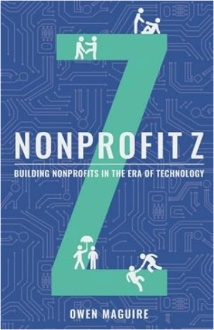 NONPROFIT Z
BUILDING NONPROFITS IN THE ERA OF TECHNOLOGY
OWEN MAGUIRE